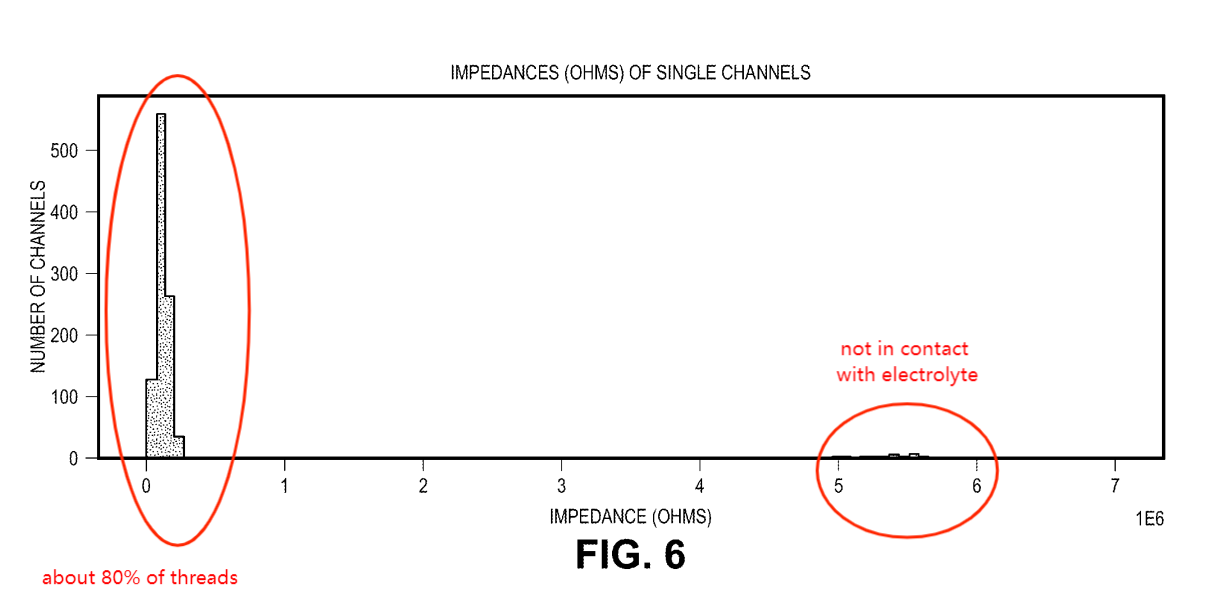 IMPEDANCES (OHMS) OF SINGLE CHANNELS
NUMBER OF CHANNELS
500
400
300
200
100
0
not in contact
with electrolyte
0 1 2 3 4 5 6 7
IMPEDANCE (OHMS)
1E6
FIG. 6
about 80% of threads